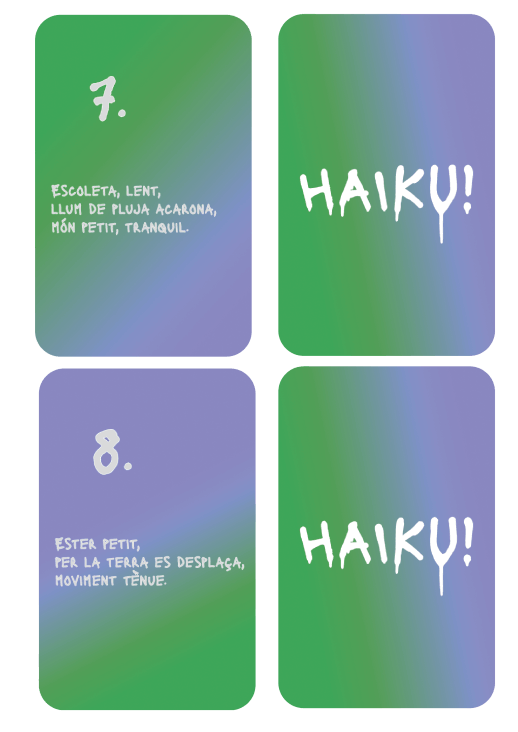 7.
ESCOLETA, LENT,
LLUM DE PLUJA ACARONA,
MÓN PETIT, TRANQUIL.
HAIKU!
8.
ESTER PETIT,
PER LA TERRA ES DESPLAÇA,
MOVIMENT TÈNUE.
HAIKU!